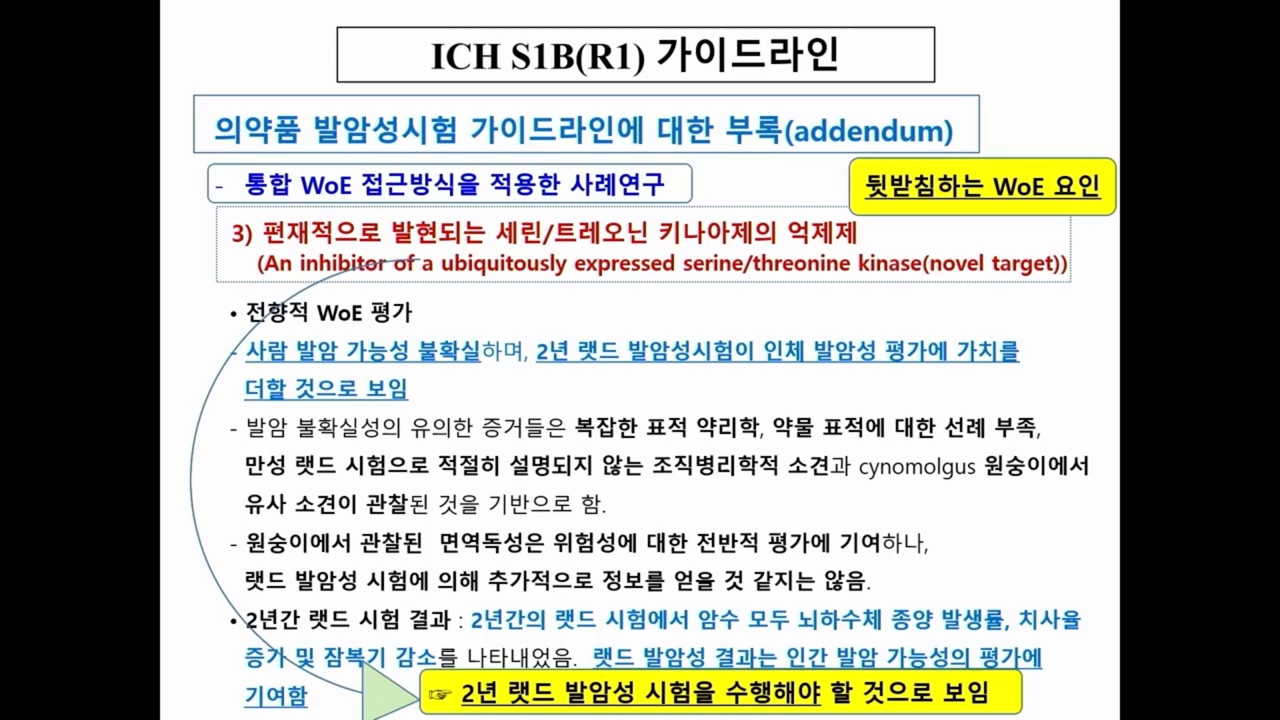 ICH S1B(R1) 가이드라인
의약품 발암성시험 가이드라인에 대한 부록(addendum)
- 통합 WoE 접근방식을 적용한 사례연구
뒷받침하는 WoE 요인
3) 편재적으로 발현되는 세린/트레오닌 키나아제의 억제제
(An inhibitor of a ubiquitously expressed serine/threonine kinase(novel target))
• 전향적 WoE 평가
- 사람 발암 가능성 불확실하며, 2년 랫드 발암성시험이 인체 발암성 평가에 가치를
더할 것으로 보임
- 발암 불확실성의 유의한 증거들은 복잡한 표적 약리학, 약물 표적에 대한 선례 부족,
만성 랫드 시험으로 적절히 설명되지 않는 조직병리학적 소견과 cynomolgus 원숭이에서
유사 소견이 관찰된 것을 기반으로 함.
- 원숭이에서 관찰된 면역독성은 위험성에 대한 전반적 평가에 기여하나,
랫드 발암성 시험에 의해 추가적으로 정보를 얻을 것 같지는 않음.
• 2년간 랫드 시험 결과 : 2년간의 랫드 시험에서 암수 모두 뇌하수체 종양 발생률, 치사율
증가 및 잠복기 감소를 나타내었음. 랫드 발암성 결과는 인간 발암 가능성의 평가에
기여함
☞ 2년 랫드 발암성 시험을 수행해야 할 것으로 보임